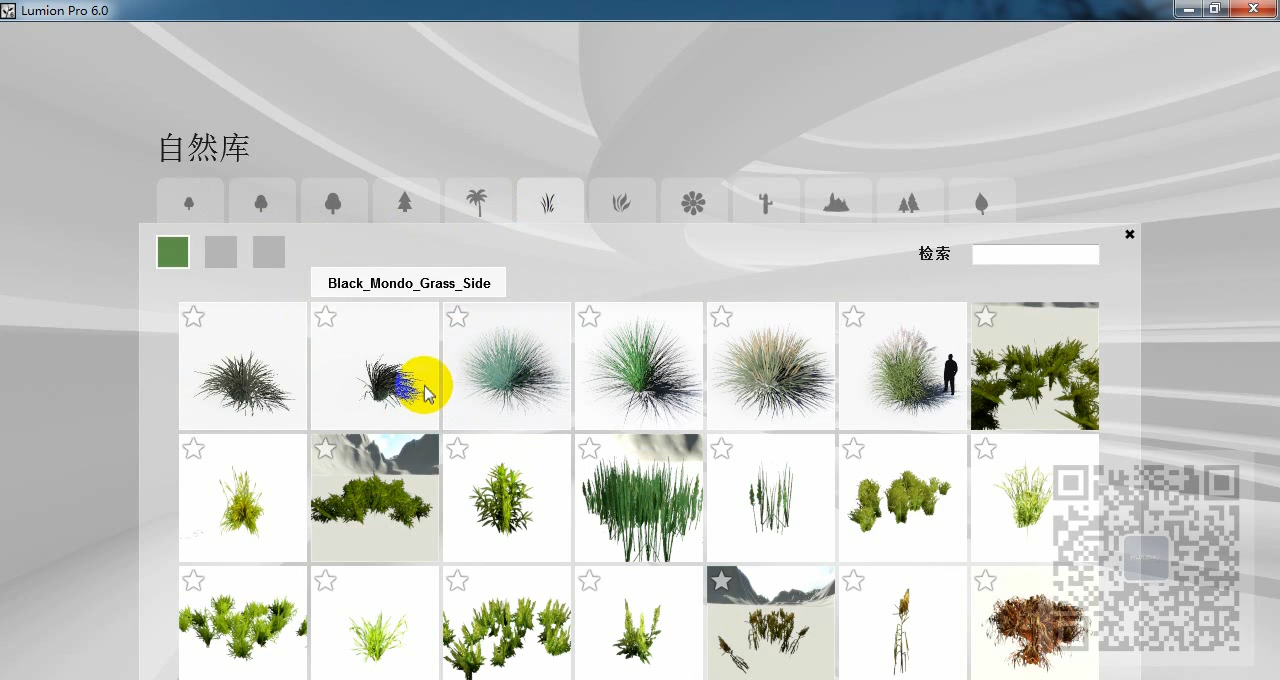 Lumion Pro 6.0
自然库
检索
Black_Mondo_Grass_Side